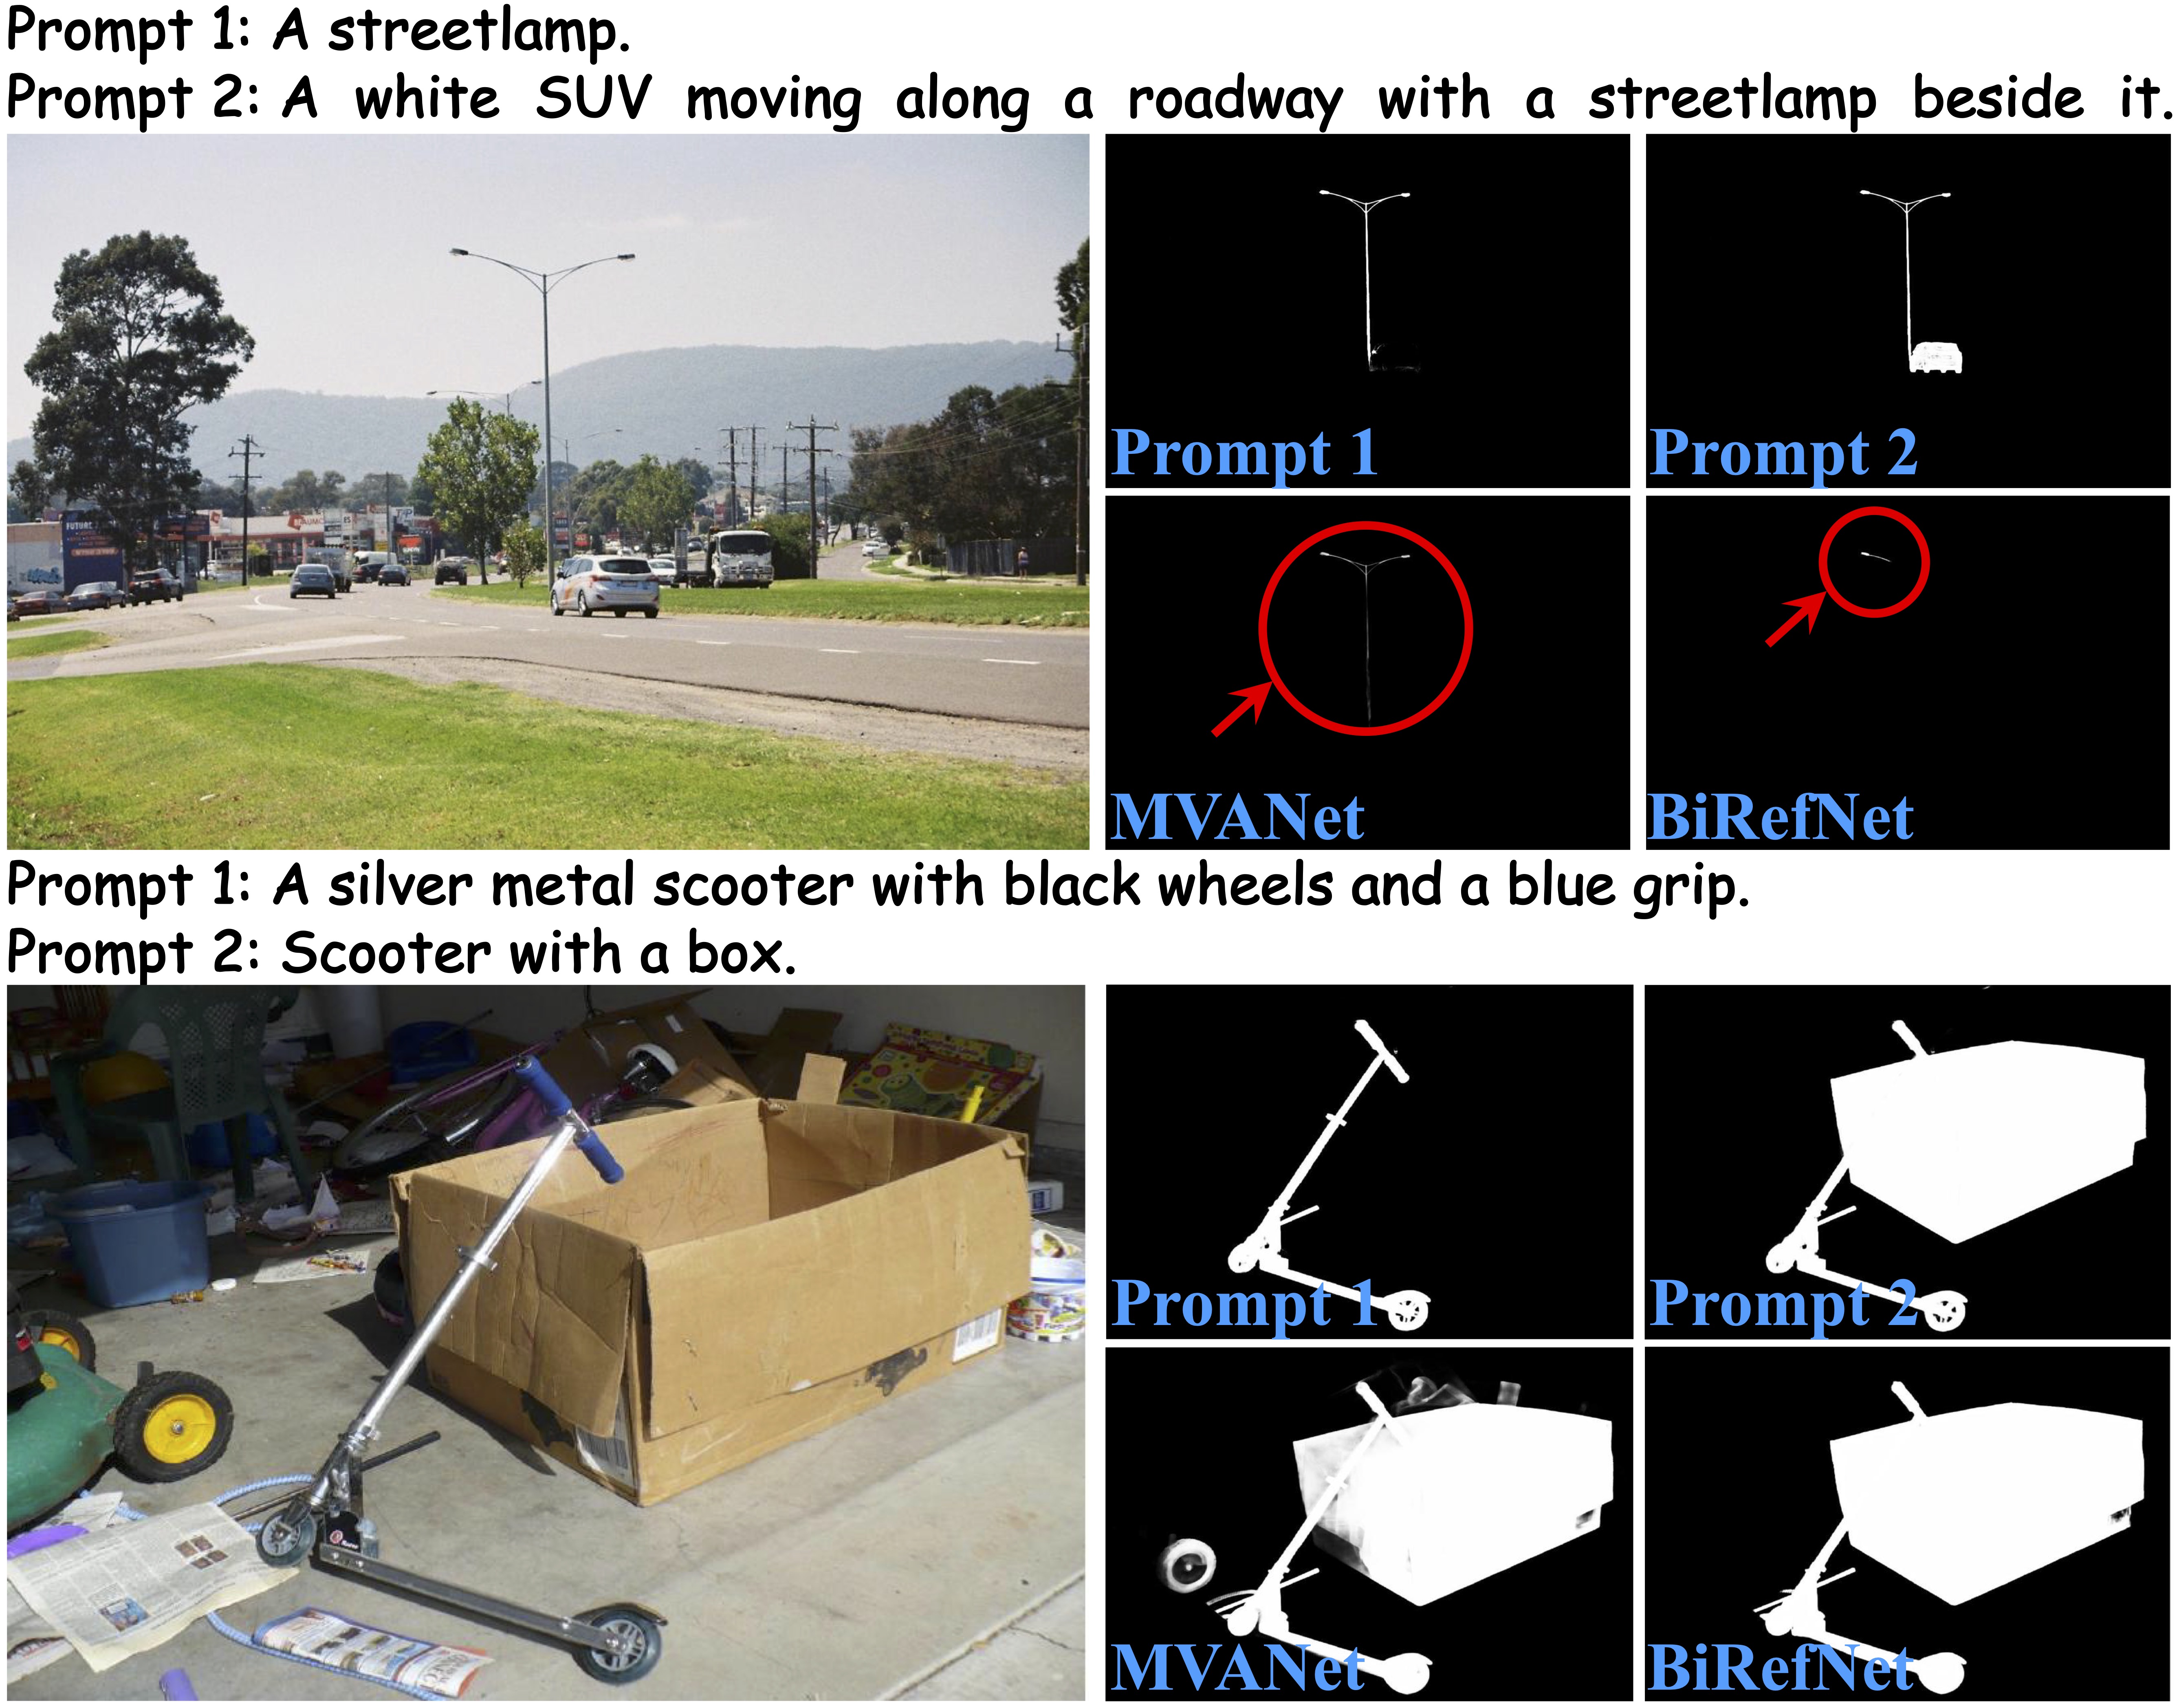 Prompt 1: A streetlamp.
Prompt 2: A white SUV moving along a roadway with a streetlamp beside it.
FUTURE
Prompt 1
Prompt 2
MVANet
BiRefNet
Prompt 1: A silver metal scooter with black wheels and a blue grip.
Prompt 2: Scooter with a box.
Prompt 1
Prompt 2
MVANet
BiRefNet